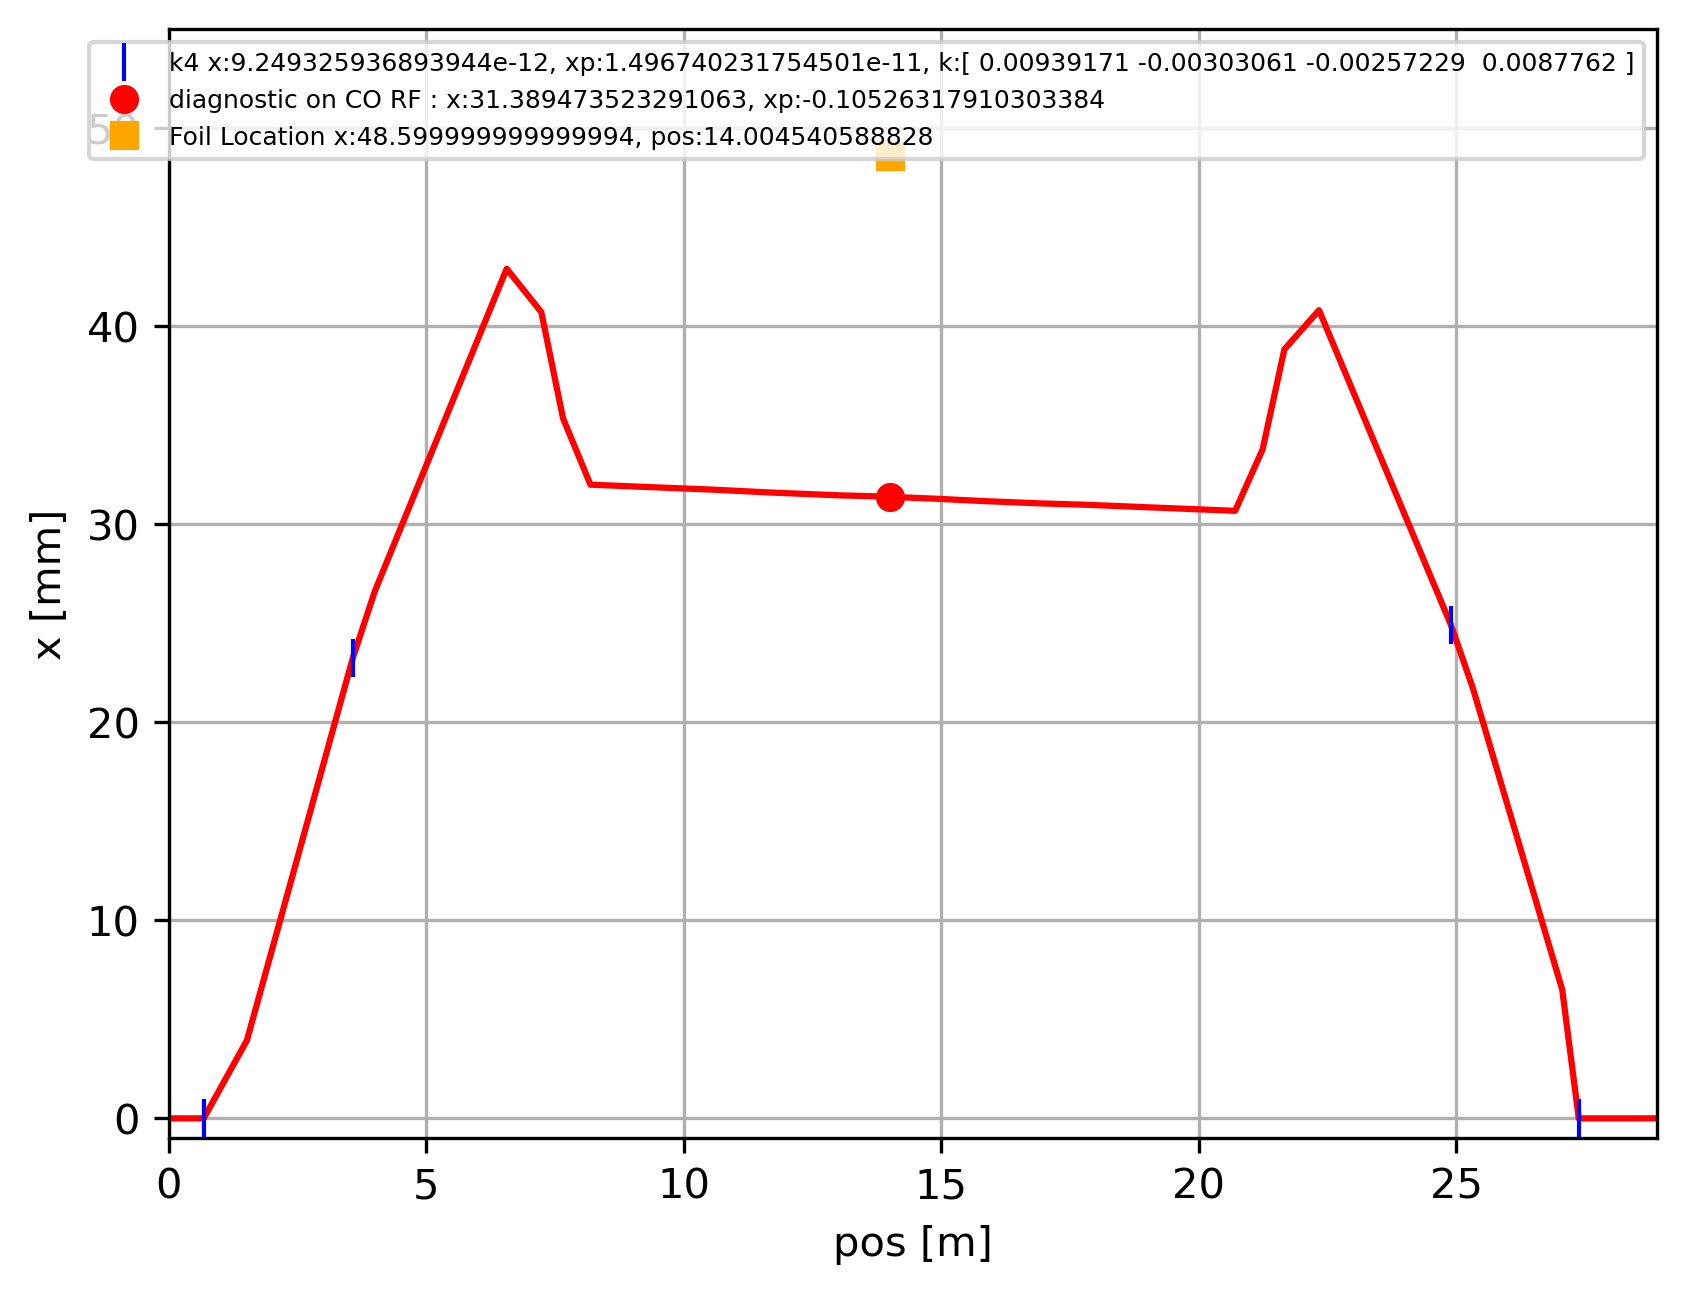 k4 x:9.249325936893944e-12, xp:1.496740231754501e-11, k:[ 0.00939171 -0.00303061 -0.00257229  0.0087762 ]
diagnostic on CO RF : x:31.389473523291063, xp:-0.10526317910303384
Foil Location x:48.599999999999994, pos:14.004540588828
50
40
30
20
10
0
x [mm]
0 5 10 15 20 25
pos [m]